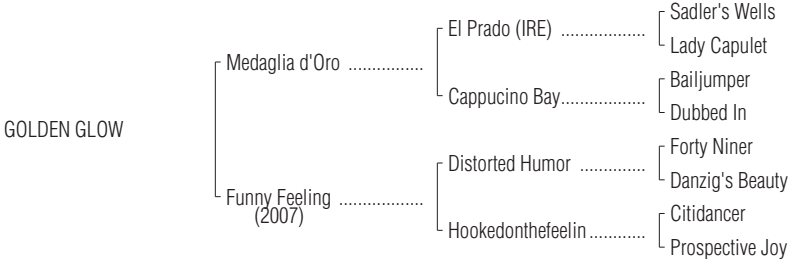 Sadler's Wells
El Prado (IRE) ...................
Lady Capulet
Medaglia d'Oro ................
Bailjumper
Cappucino Bay..................
Dubbed In
GOLDEN GLOW
Forty Niner
Distorted Humor ..............
Danzig's Beauty
Funny Feeling ..................
(2007)
Citidancer
Hookedonthefeelin............
Prospective Joy